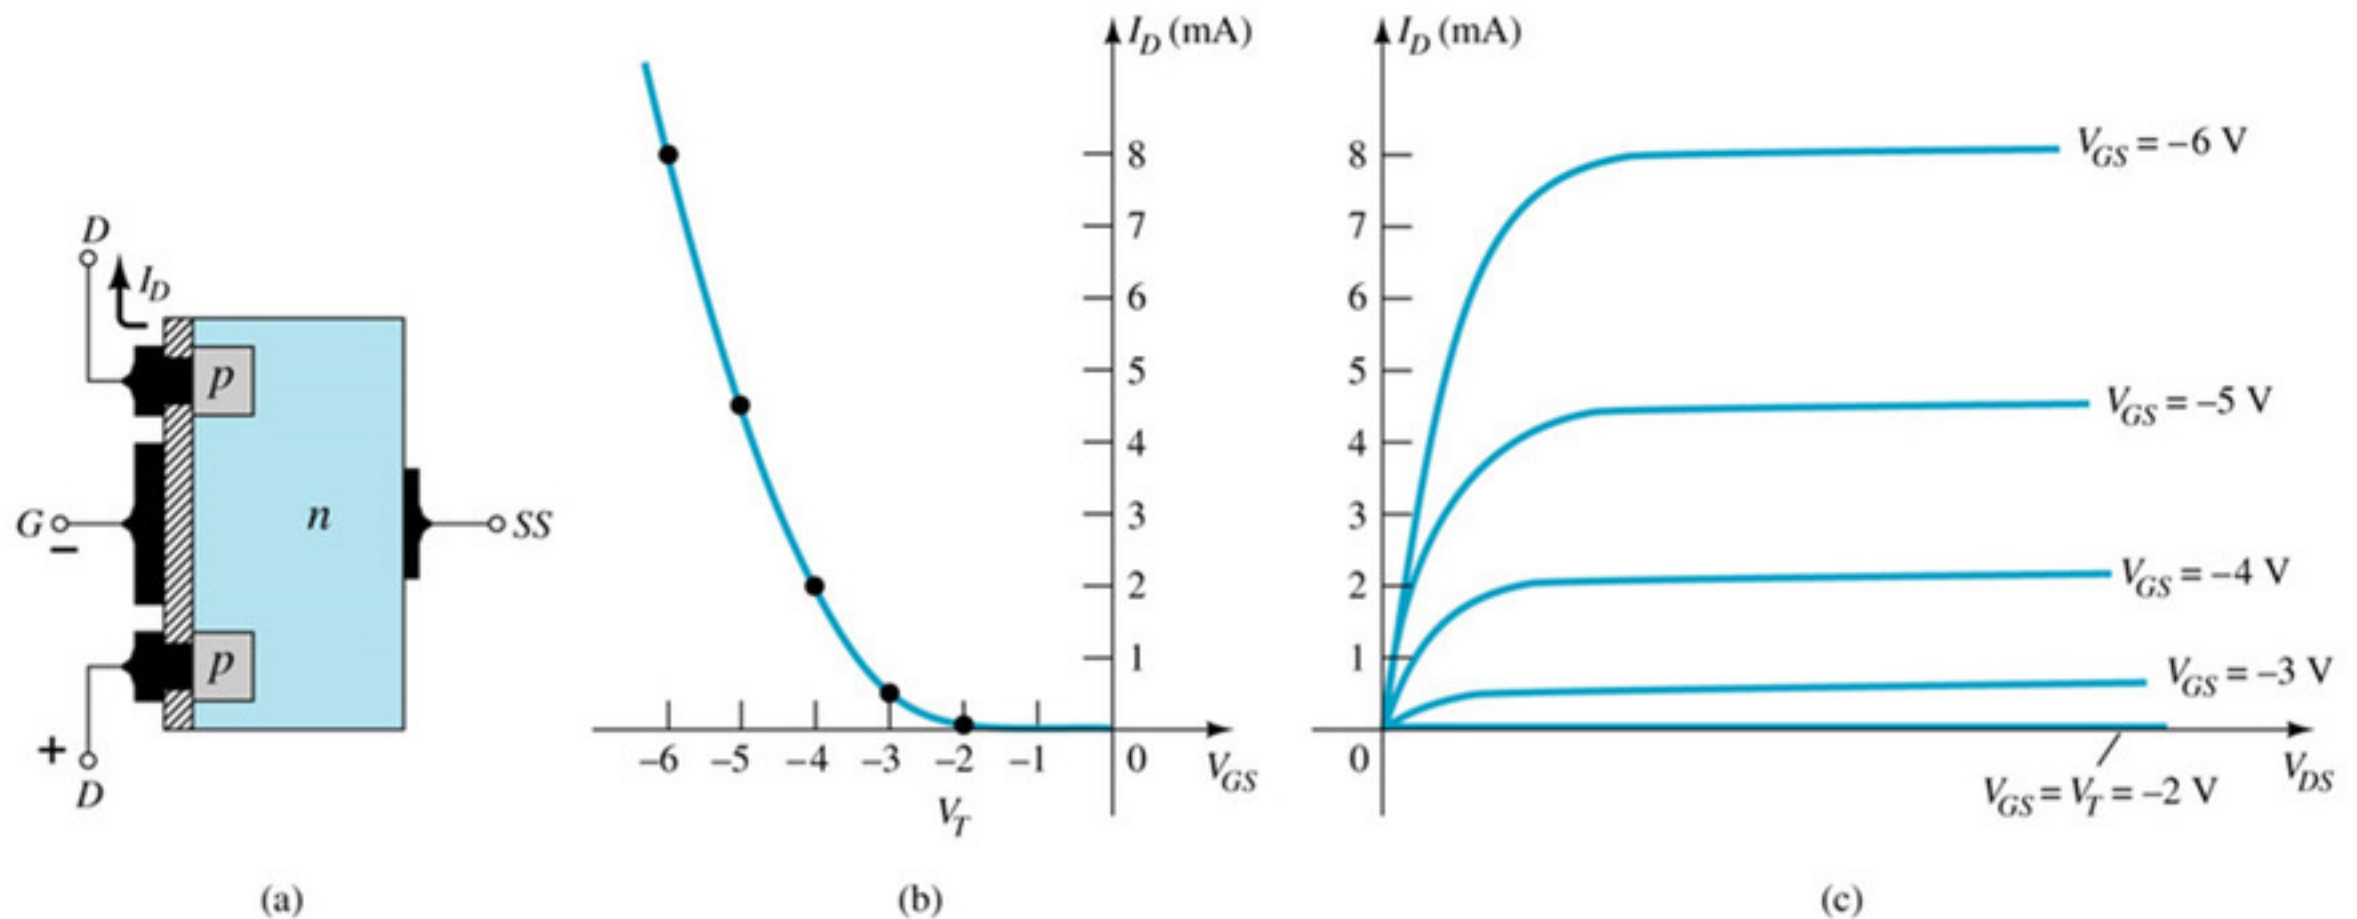 D
I_D
p
n
G
−
SS
p
+
D
(a)
I_D (mA)
8
7
6
5
4
3
2
1
−6 −5 −4 −3 −2 −1 0 V_GS
V_T
(b)
I_D (mA)
8
7
6
5
4
3
2
1
0
V_GS = −6 V
V_GS = −5 V
V_GS = −4 V
V_GS = −3 V
V_DS
V_GS = V_T = −2 V
(c)